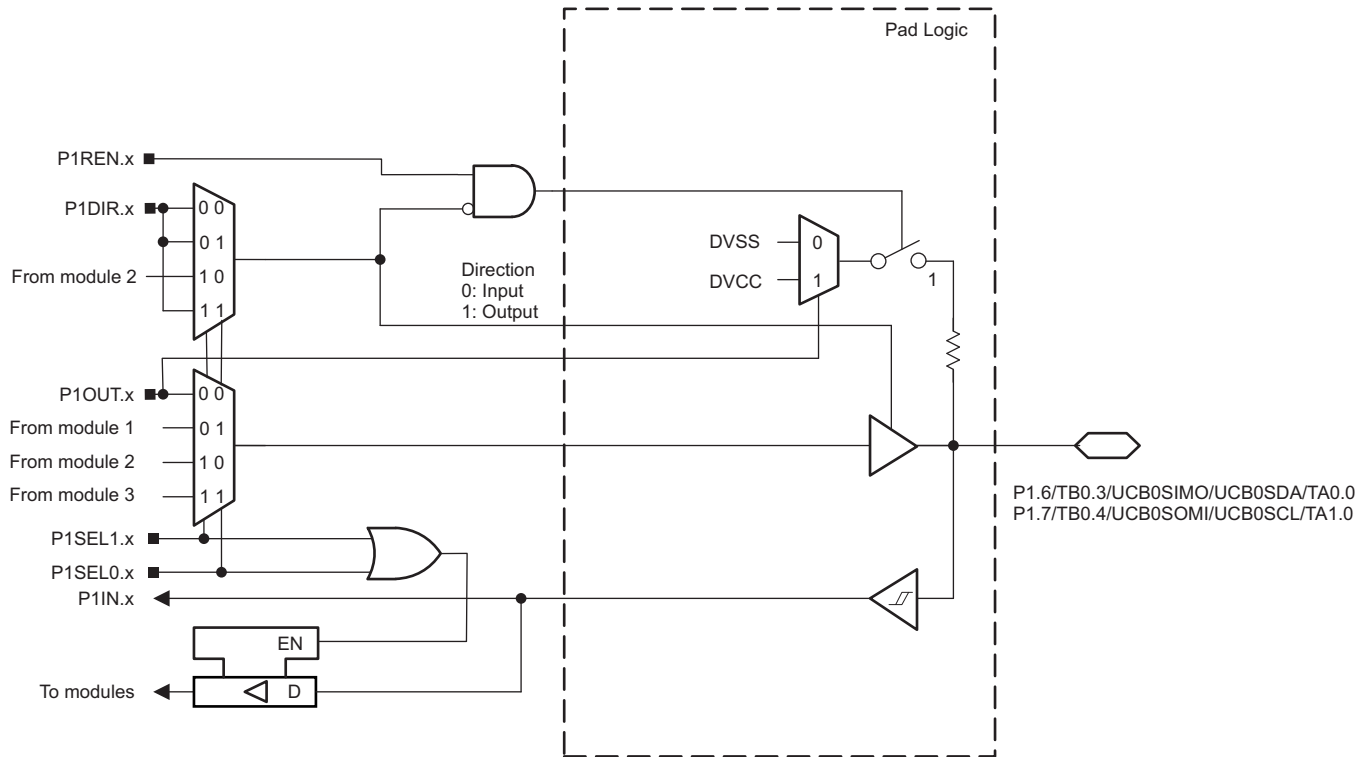 Pad Logic
P1REN.x
P1DIR.x
0 0
0 1
From module 2
1 0
1 1
Direction
0: Input
1: Output
DVSS
0
DVCC
1
1
P1OUT.x
0 0
From module 1
0 1
From module 2
1 0
From module 3
1 1
P1.6/TB0.3/UCB0SIMO/UCB0SDA/TA0.0
P1.7/TB0.4/UCB0SOMI/UCB0SCL/TA1.0
P1SEL1.x
P1SEL0.x
P1IN.x
EN
To modules
D